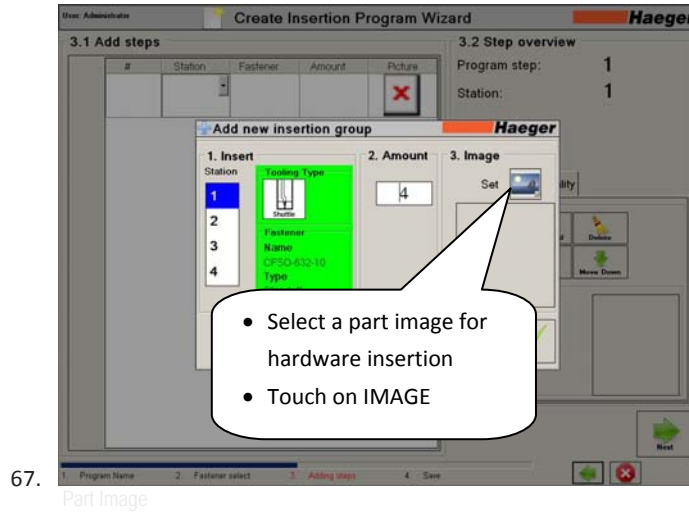 User: Administrator
Create Insertion Program Wizard
Haeger
3.1 Add steps
# Station Fastener Amount Picture
3.2 Step overview
Program step: 1
Station: 1
Add new insertion group
Haeger
1. Insert
Station
1
2
3
4
Tooling Type
Shuttle
Fastener
Name
CFSO-632-10
Type
2. Amount
4
3. Image
Set
Delete
Move Down
• Select a part image for
hardware insertion
• Touch on IMAGE
Next
1. Program Name 2. Fastener select 3. Adding steps 4. Save
67.
Part Image